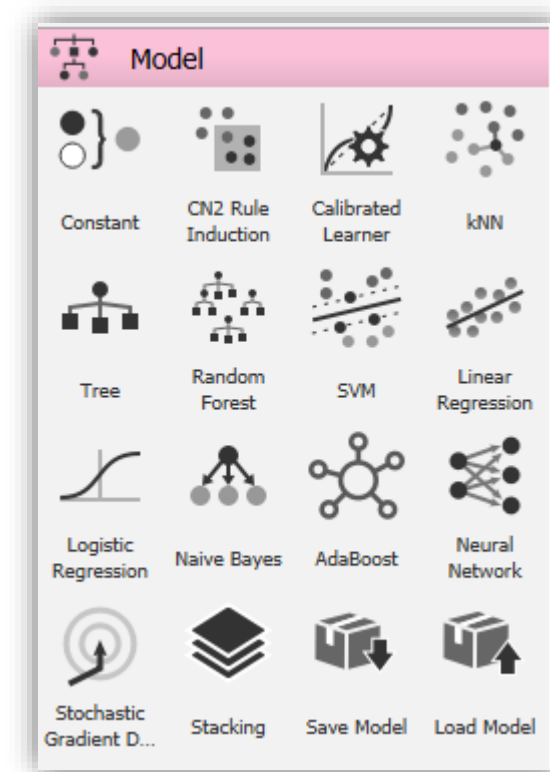 Model
Constant
CN2 Rule
Induction
Calibrated
Learner
kNN
Tree
Random
Forest
SVM
Linear
Regression
Logistic
Regression
Naive Bayes
AdaBoost
Neural
Network
Stochastic
Gradient D...
Stacking
Save Model
Load Model